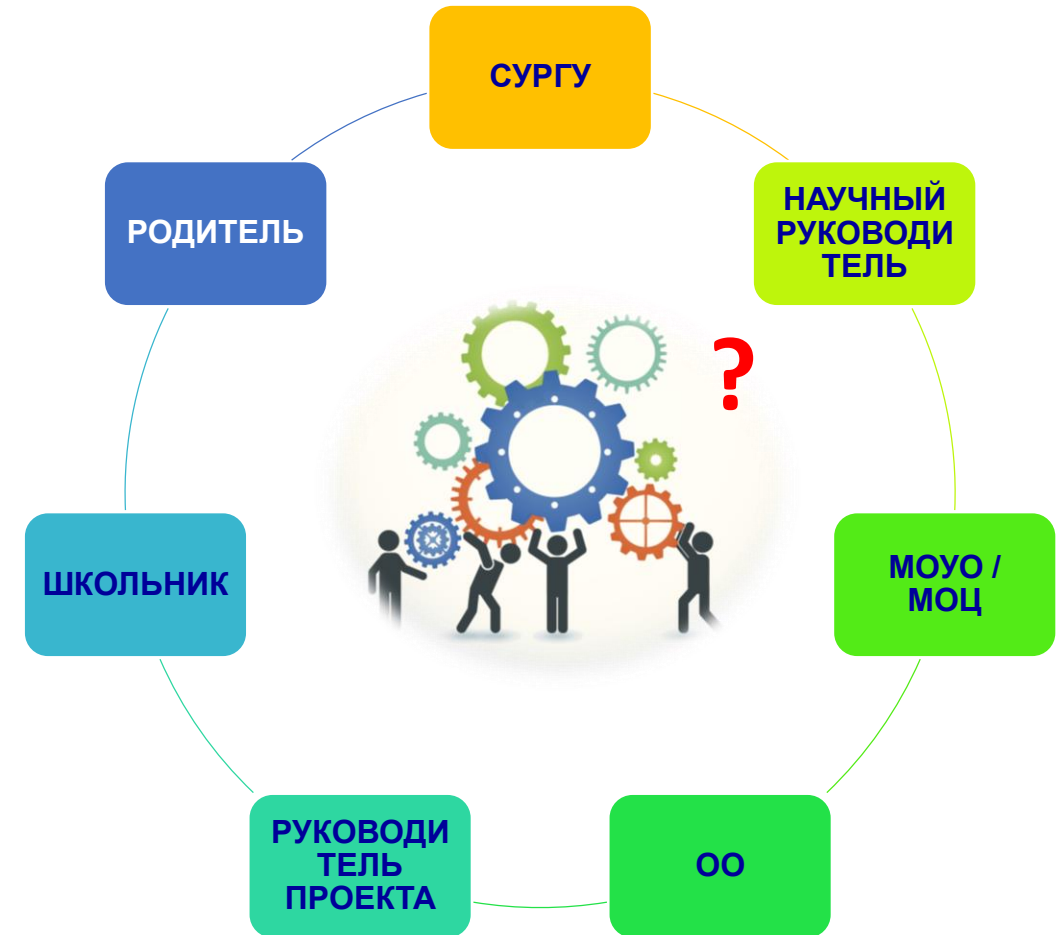 СУРГУ
НАУЧНЫЙ
РУКОВОДИ
ТЕЛЬ
МОУО /
МОЦ
ОО
РУКОВОДИ
ТЕЛЬ
ПРОЕКТА
ШКОЛЬНИК
РОДИТЕЛЬ
?